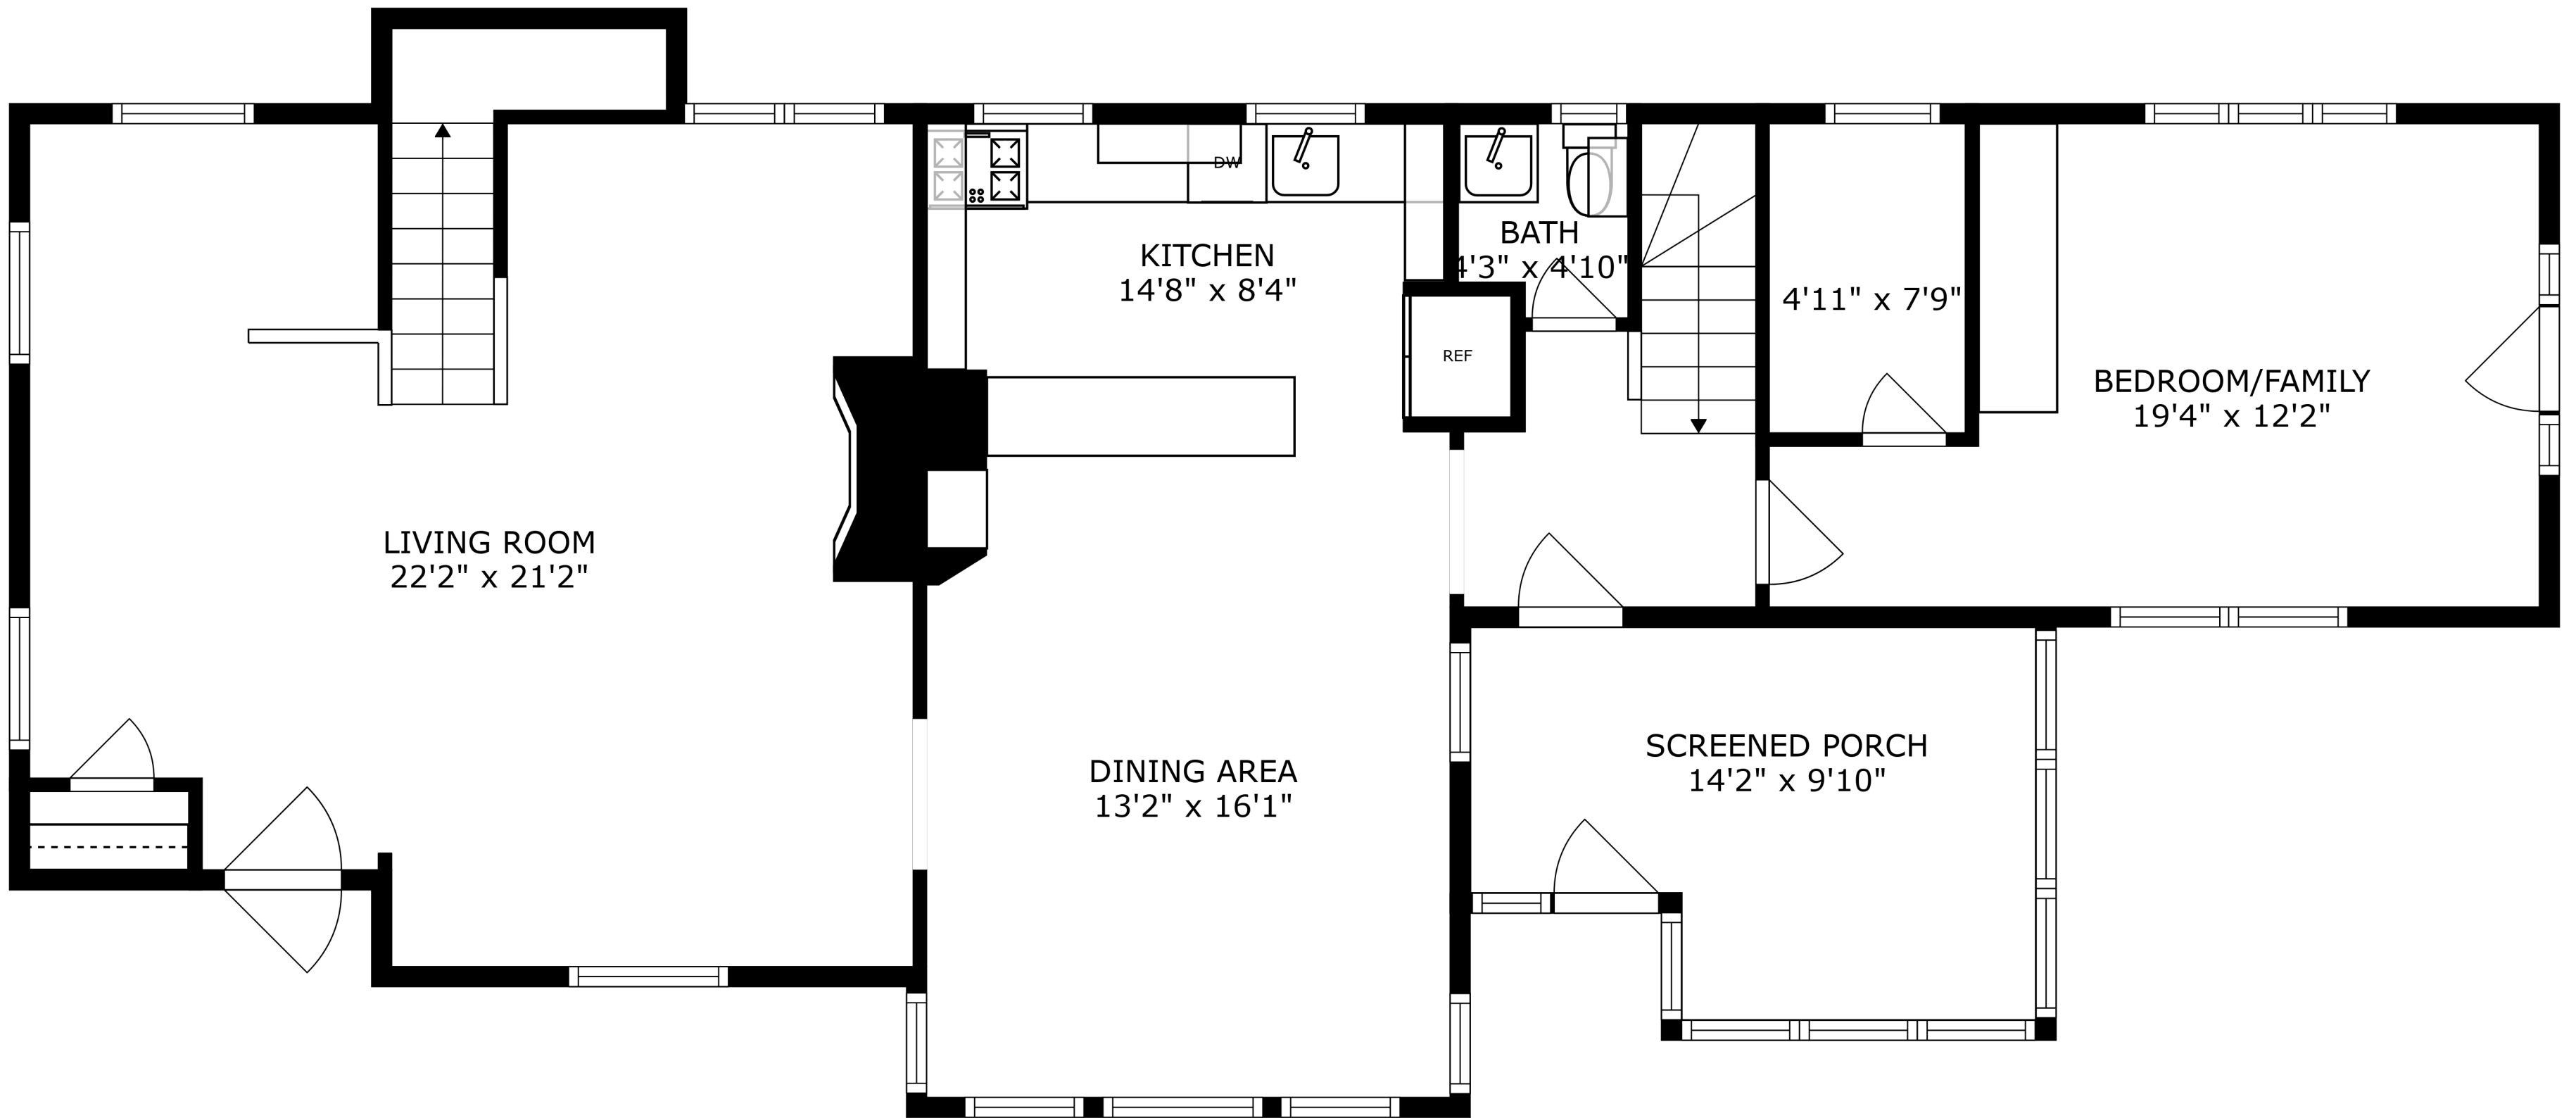 DW
KITCHEN
14'8" x 8'4"
BATH
4'3" x 4'10"
4'11" x 7'9"
REF
BEDROOM/FAMILY
19'4" x 12'2"
LIVING ROOM
22'2" x 21'2"
DINING AREA
13'2" x 16'1"
SCREENED PORCH
14'2" x 9'10"